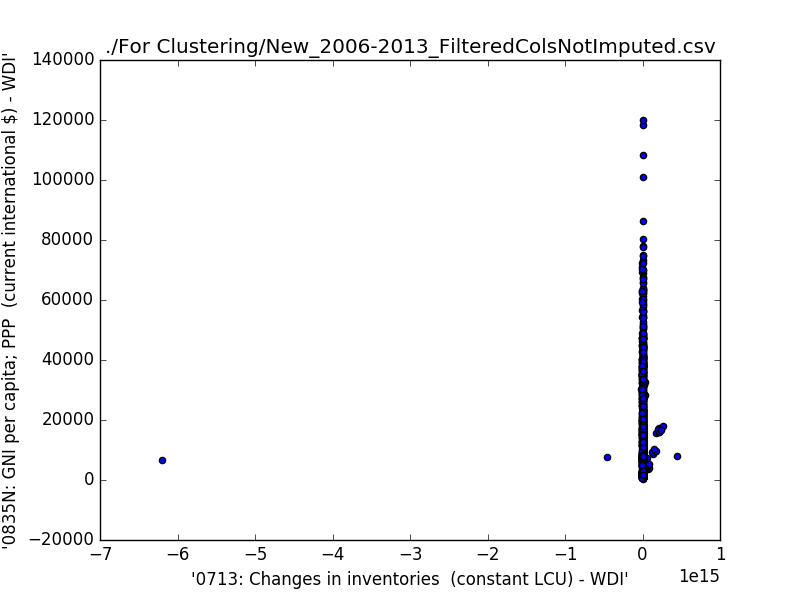 ./For Clustering/New_2006-2013_FilteredColsNotImputed.csv
140000
120000
100000
80000
60000
40000
20000
0
−20000
'0835N: GNI per capita; PPP  (current international $) - WDI'
−7 −6 −5 −4 −3 −2 −1 0 1
1e15
'0713: Changes in inventories  (constant LCU) - WDI'